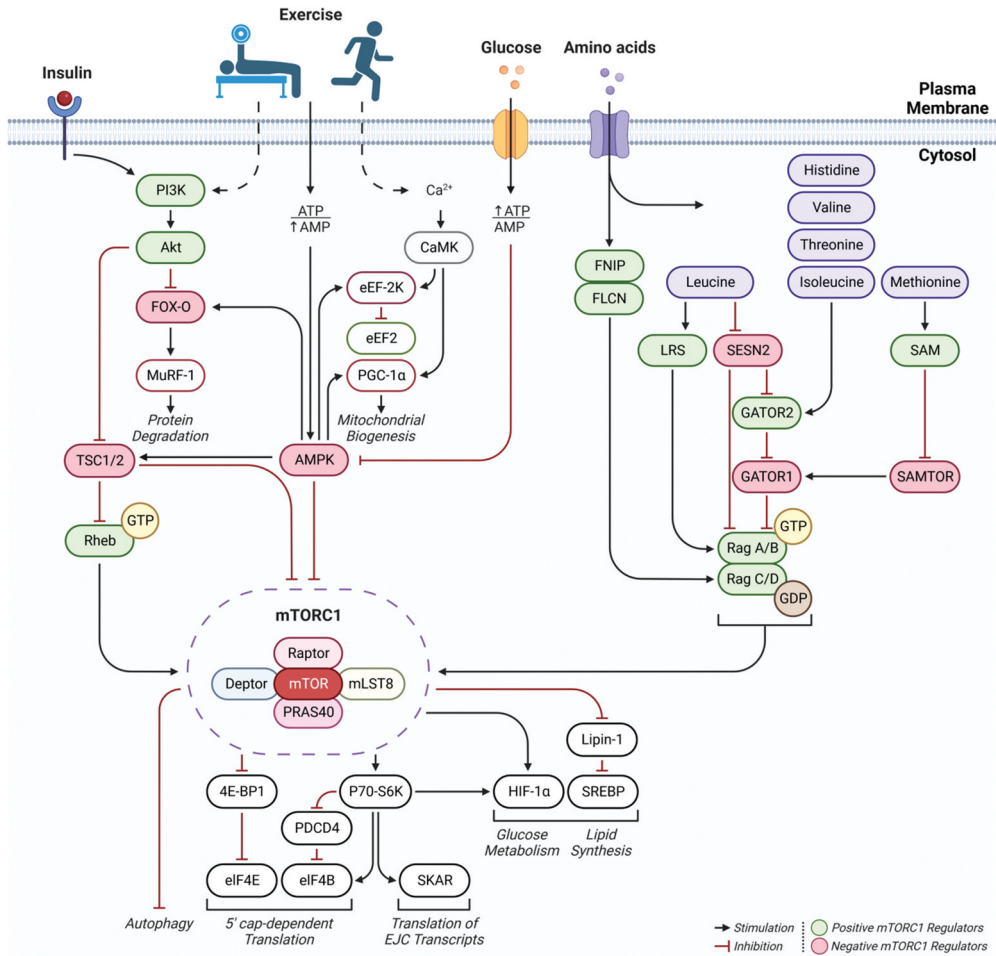 Exercise
Insulin
Glucose
Amino acids
Plasma
Membrane
Cytosol
PI3K
Ca²⁺
ATP
↑AMP
↑ATP
AMP
Histidine
Valine
Threonine
Isoleucine
Akt
CaMK
FNIP
FLCN
Leucine
Methionine
FOX-O
eEF-2K
eEF2
LRS
SESN2
SAM
MuRF-1
PGC-1α
GATOR2
Protein
Degradation
Mitochondrial
Biogenesis
TSC1/2
AMPK
GATOR1
SAMTOR
GTP
Rheb
GTP
Rag A/B
Rag C/D
GDP
mTORC1
Raptor
Deptor
mTOR
mLST8
PRAS40
Lipin-1
4E-BP1
P70-S6K
HIF-1α
SREBP
PDCD4
Glucose
Metabolism
Lipid
Synthesis
eIF4E
eIF4B
SKAR
Autophagy
5' cap-dependent
Translation
Translation of
EJC Transcripts
Stimulation
Inhibition
Positive mTORC1 Regulators
Negative mTORC1 Regulators